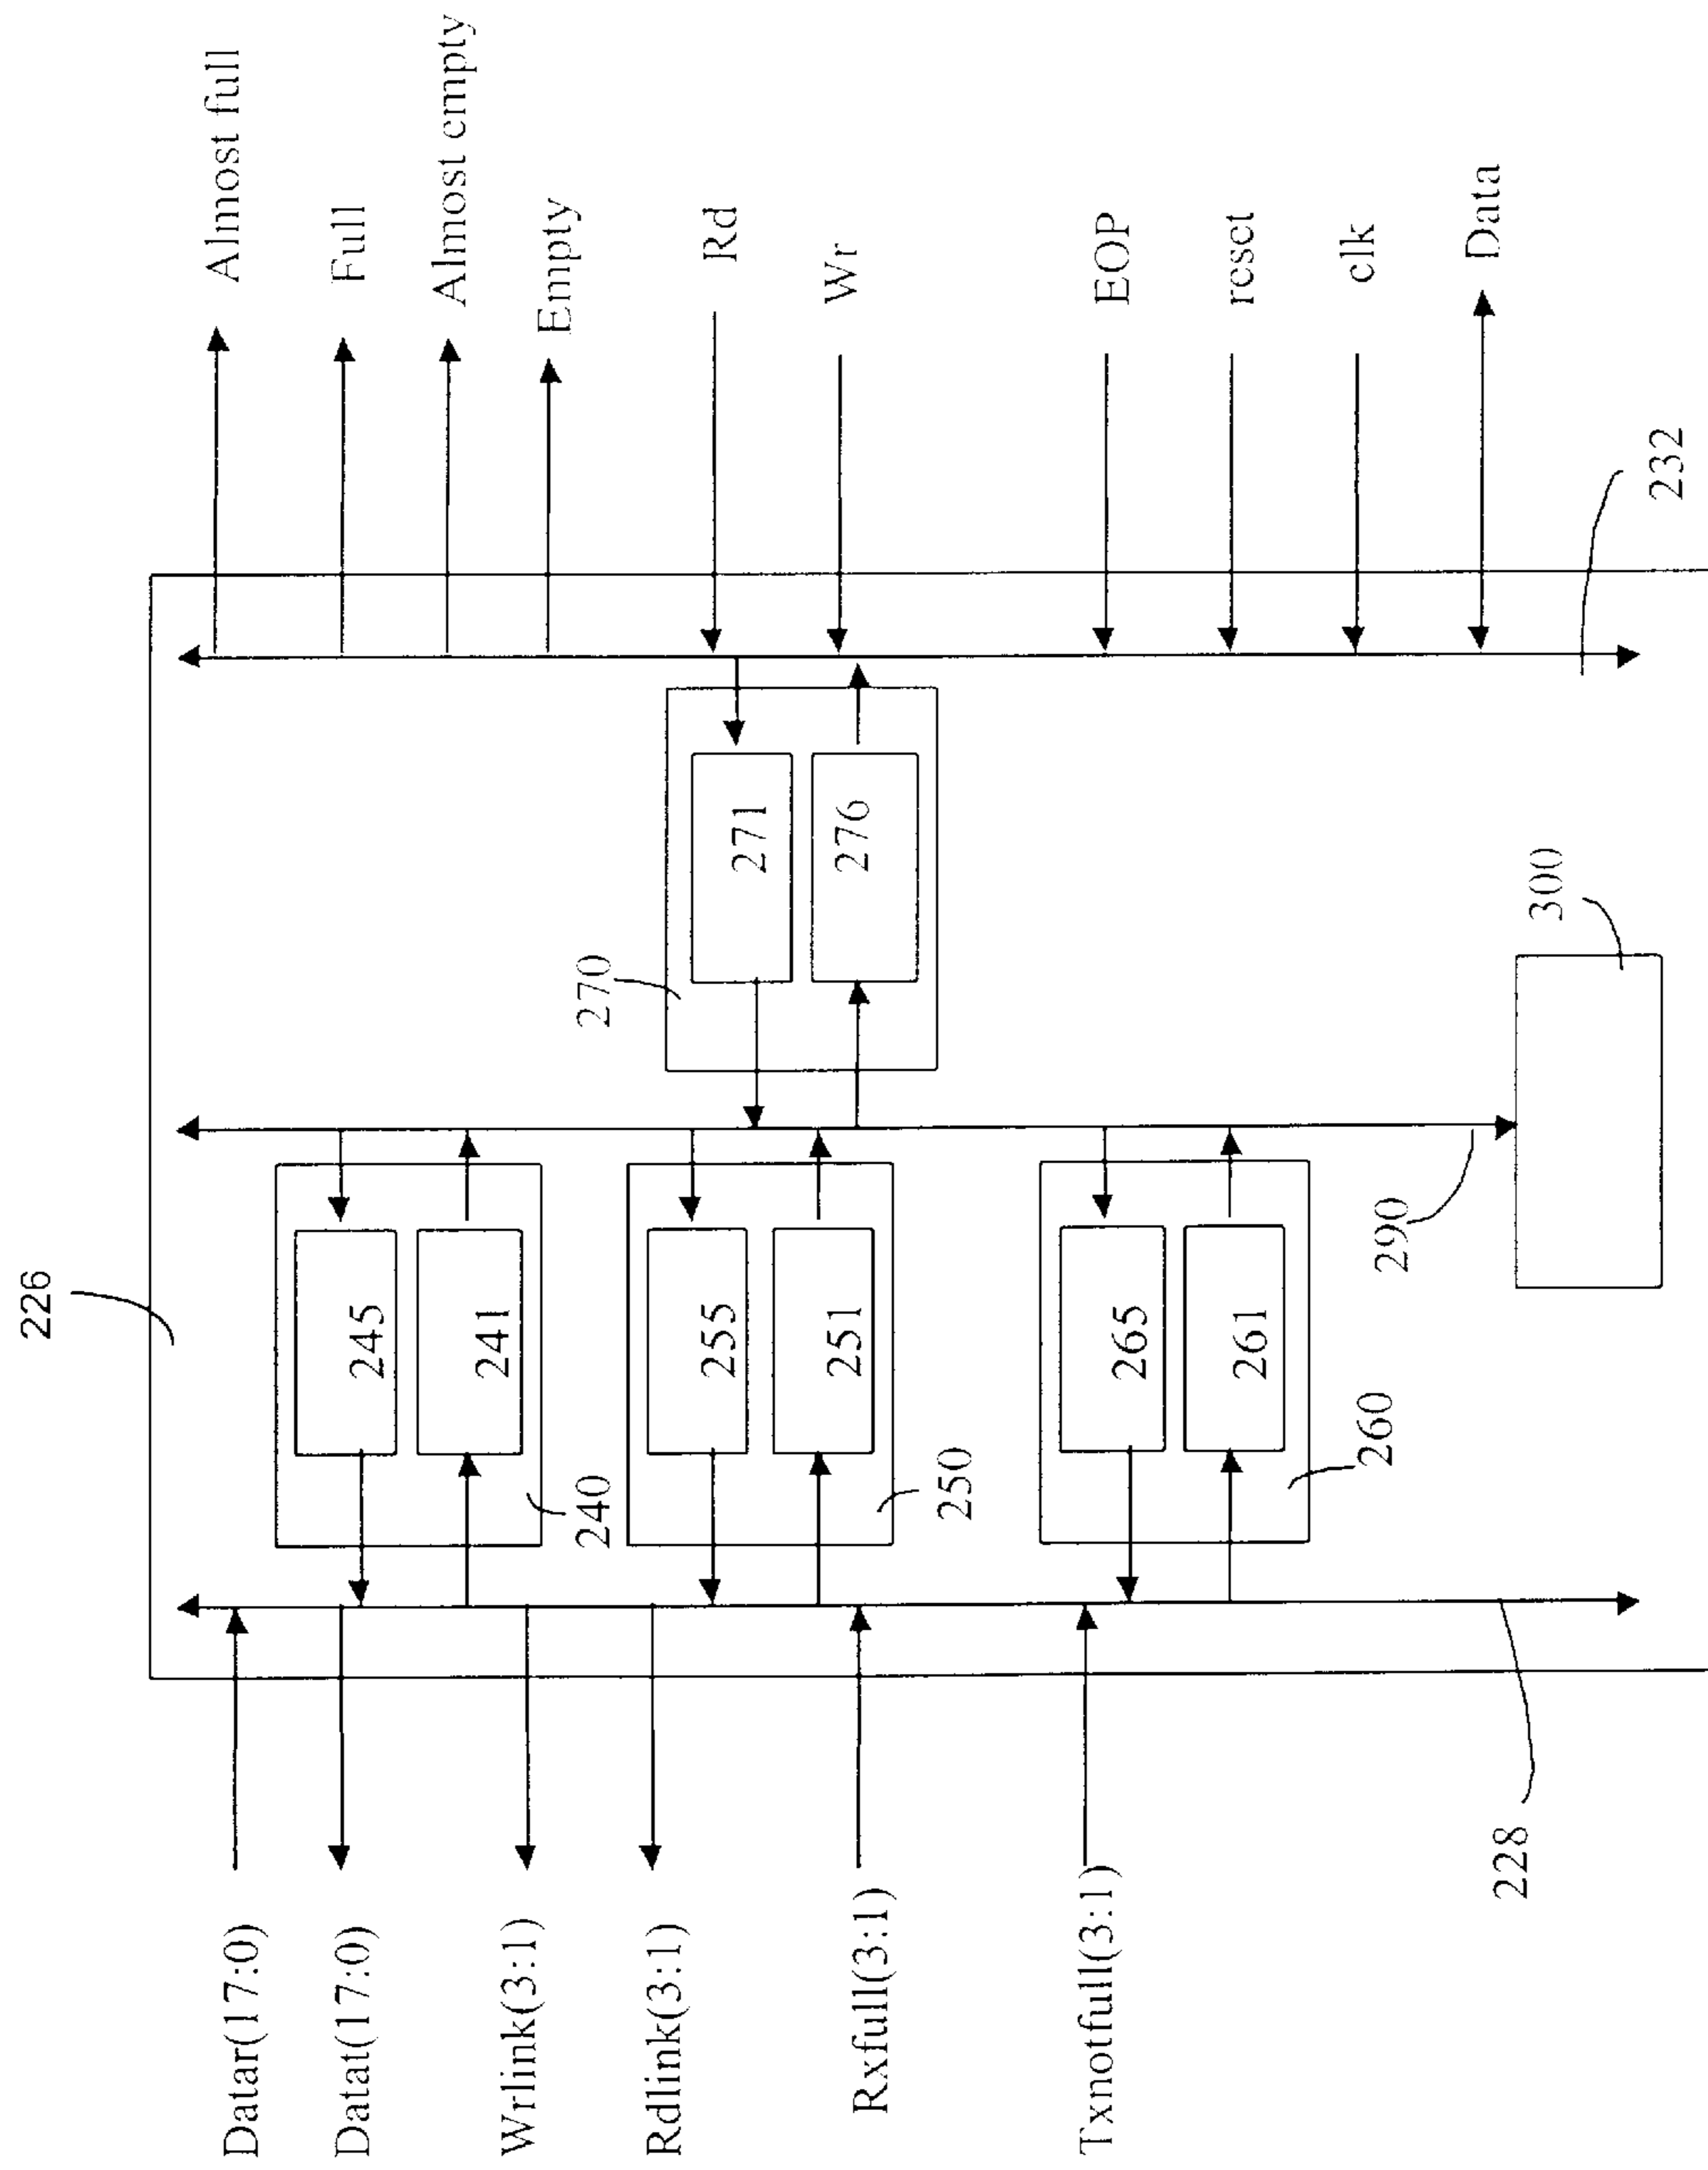 226
Datar(17:0)
Datat(17:0)
Wrlink(3:1)
Rdlink(3:1)
Rxfull(3:1)
Txnotfull(3:1)
228
245
241
240
255
251
250
265
261
260
290
300
270
271
276
Almost full
Full
Almost empty
Empty
Rd
Wr
EOP
reset
clk
Data
232